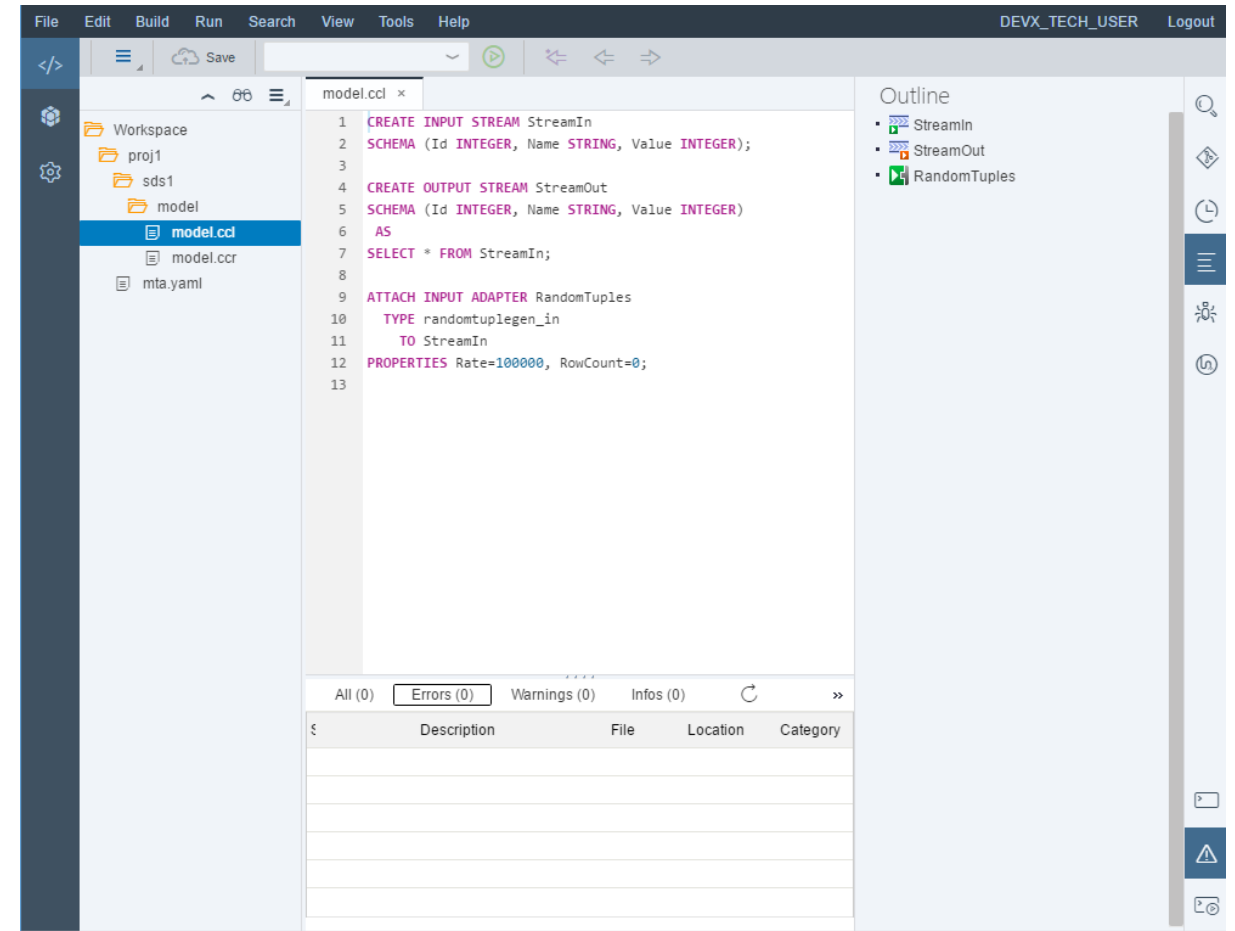 File Edit Build Run Search View Tools Help DEVX_TECH_USER Logout
</> Save
model.ccl ×
Workspace
proj1
sds1
model
model.ccl
model.ccr
mta.yaml
1 CREATE INPUT STREAM StreamIn
2 SCHEMA (Id INTEGER, Name STRING, Value INTEGER);
3
4 CREATE OUTPUT STREAM StreamOut
5 SCHEMA (Id INTEGER, Name STRING, Value INTEGER)
6 AS
7 SELECT * FROM StreamIn;
8
9 ATTACH INPUT ADAPTER RandomTuples
10 TYPE randomtuplegen_in
11 TO StreamIn
12 PROPERTIES Rate=100000, RowCount=0;
13
Outline
StreamIn
StreamOut
RandomTuples
All (0) Errors (0) Warnings (0) Infos (0) »
Description File Location Category